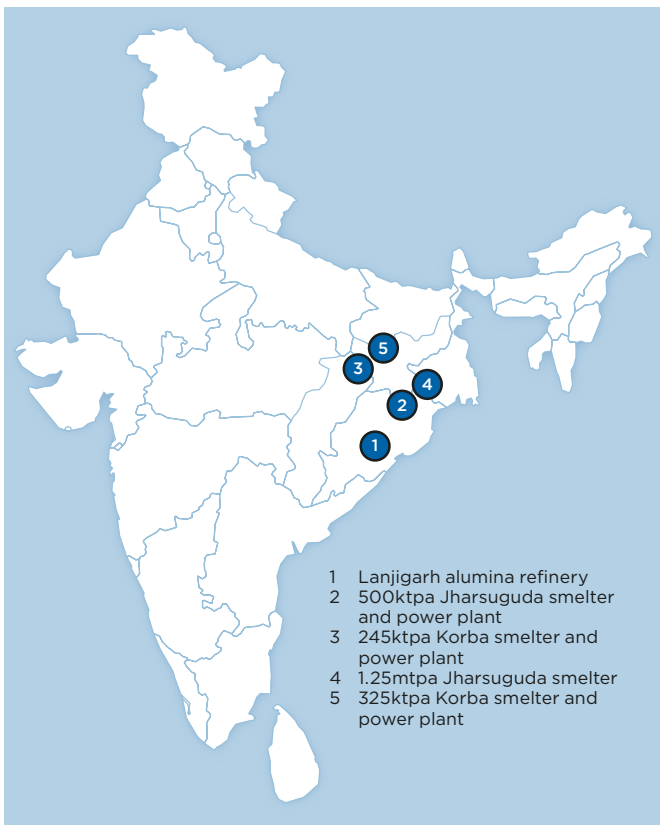 5
3
4
2
1
1 Lanjigarh alumina refinery
2 500ktpa Jharsuguda smelter
and power plant
3 245ktpa Korba smelter and
power plant
4 1.25mtpa Jharsuguda smelter
5 325ktpa Korba smelter and
power plant